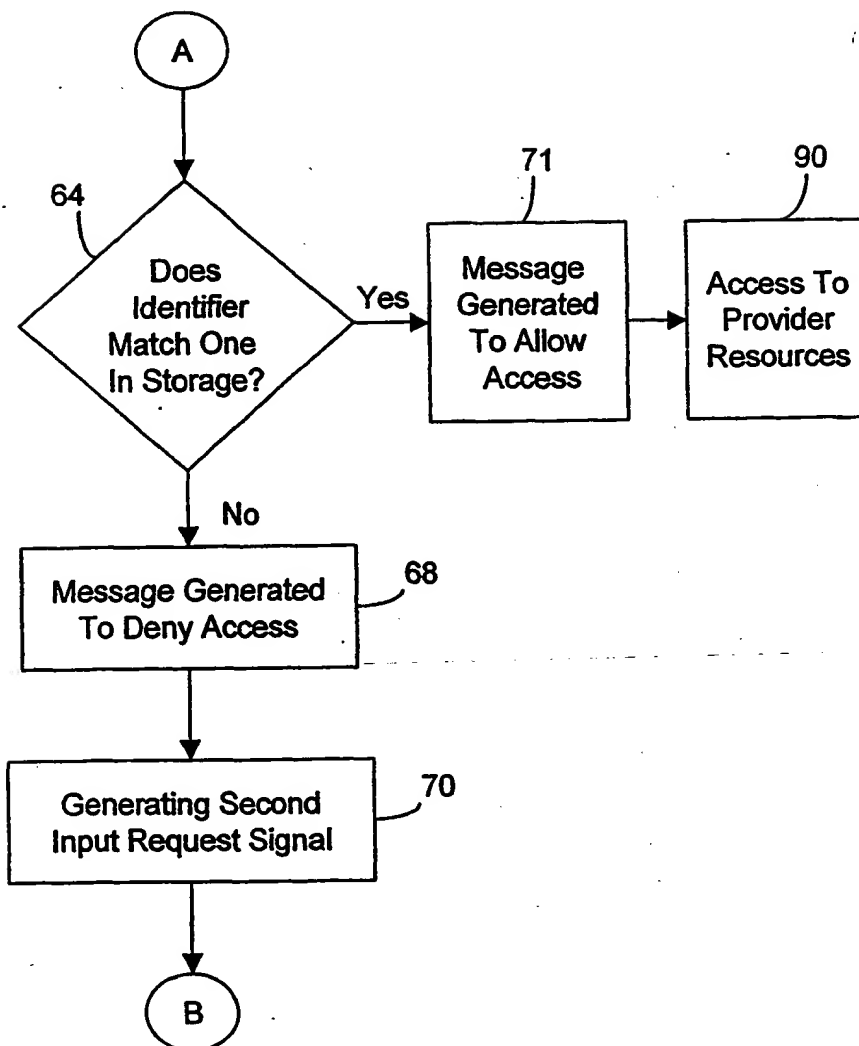 A
64
Does
Identifier
Match One
In Storage?
Yes
71
Message
Generated
To Allow
Access
90
Access To
Provider
Resources
No
Message Generated
To Deny Access
68
Generating Second
Input Request Signal
70
B